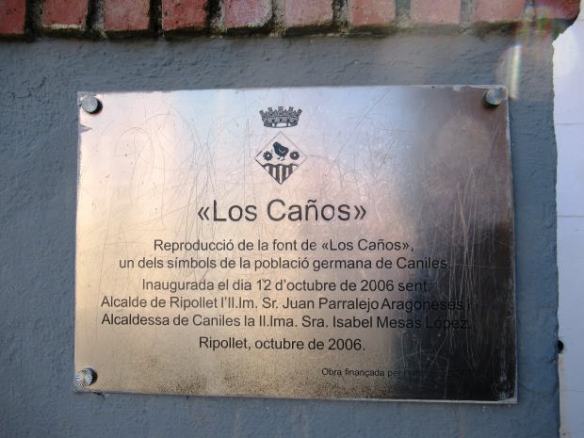 «Los Caños»
Reproducció de la font de «Los Caños»,
un dels símbols de la població germana de Caniles.
Inaugurada el dia 12 d'octubre de 2006 sent
Alcalde de Ripollet l'Il.lm. Sr. Juan Parralejo Aragoneses i
Alcaldessa de Caniles la Il.lma. Sra. Isabel Mesas López.
Ripollet, octubre de 2006.
Obra finançada per